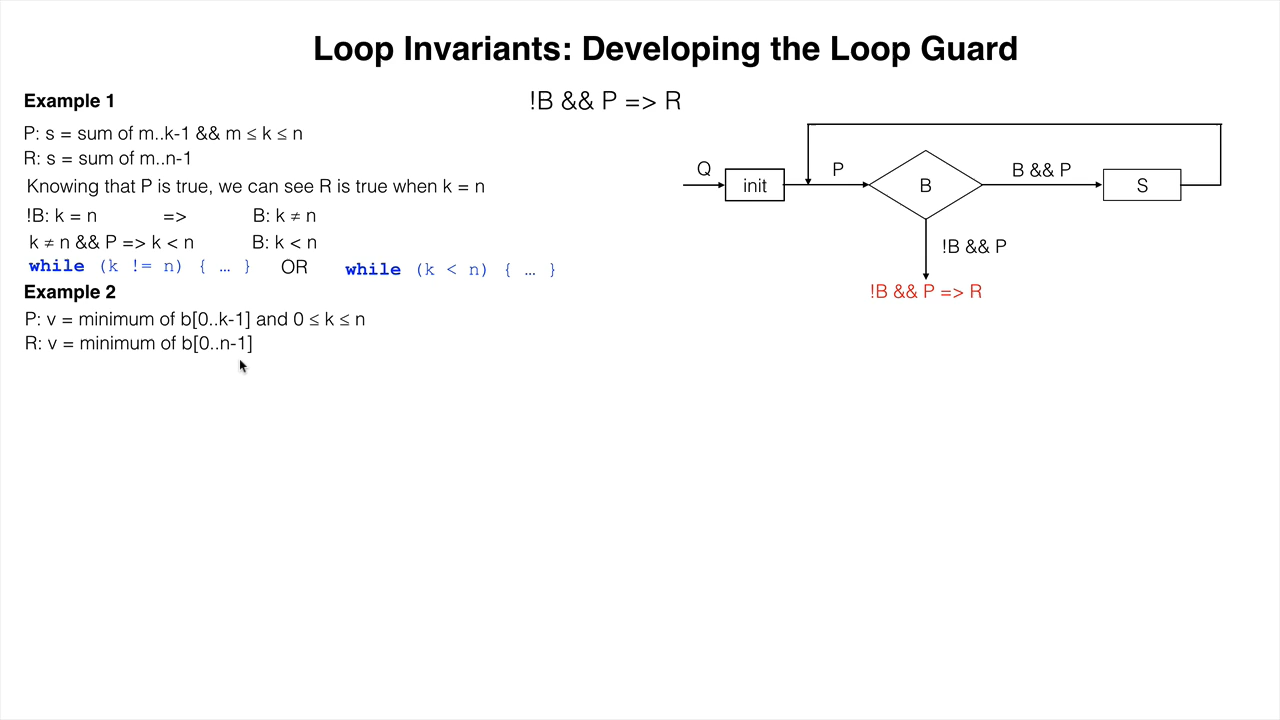 Loop Invariants: Developing the Loop Guard
Example 1
!B && P => R
P: s = sum of m..k-1 && m ≤ k ≤ n
R: s = sum of m..n-1
Knowing that P is true, we can see R is true when k = n
!B: k = n => B: k ≠ n
k ≠ n && P => k < n B: k < n
while (k != n) { … } OR while (k < n) { … }
Example 2
P: v = minimum of b[0..k-1] and 0 ≤ k ≤ n
R: v = minimum of b[0..n-1]
Q
init
P
B
B && P
S
!B && P
!B && P => R